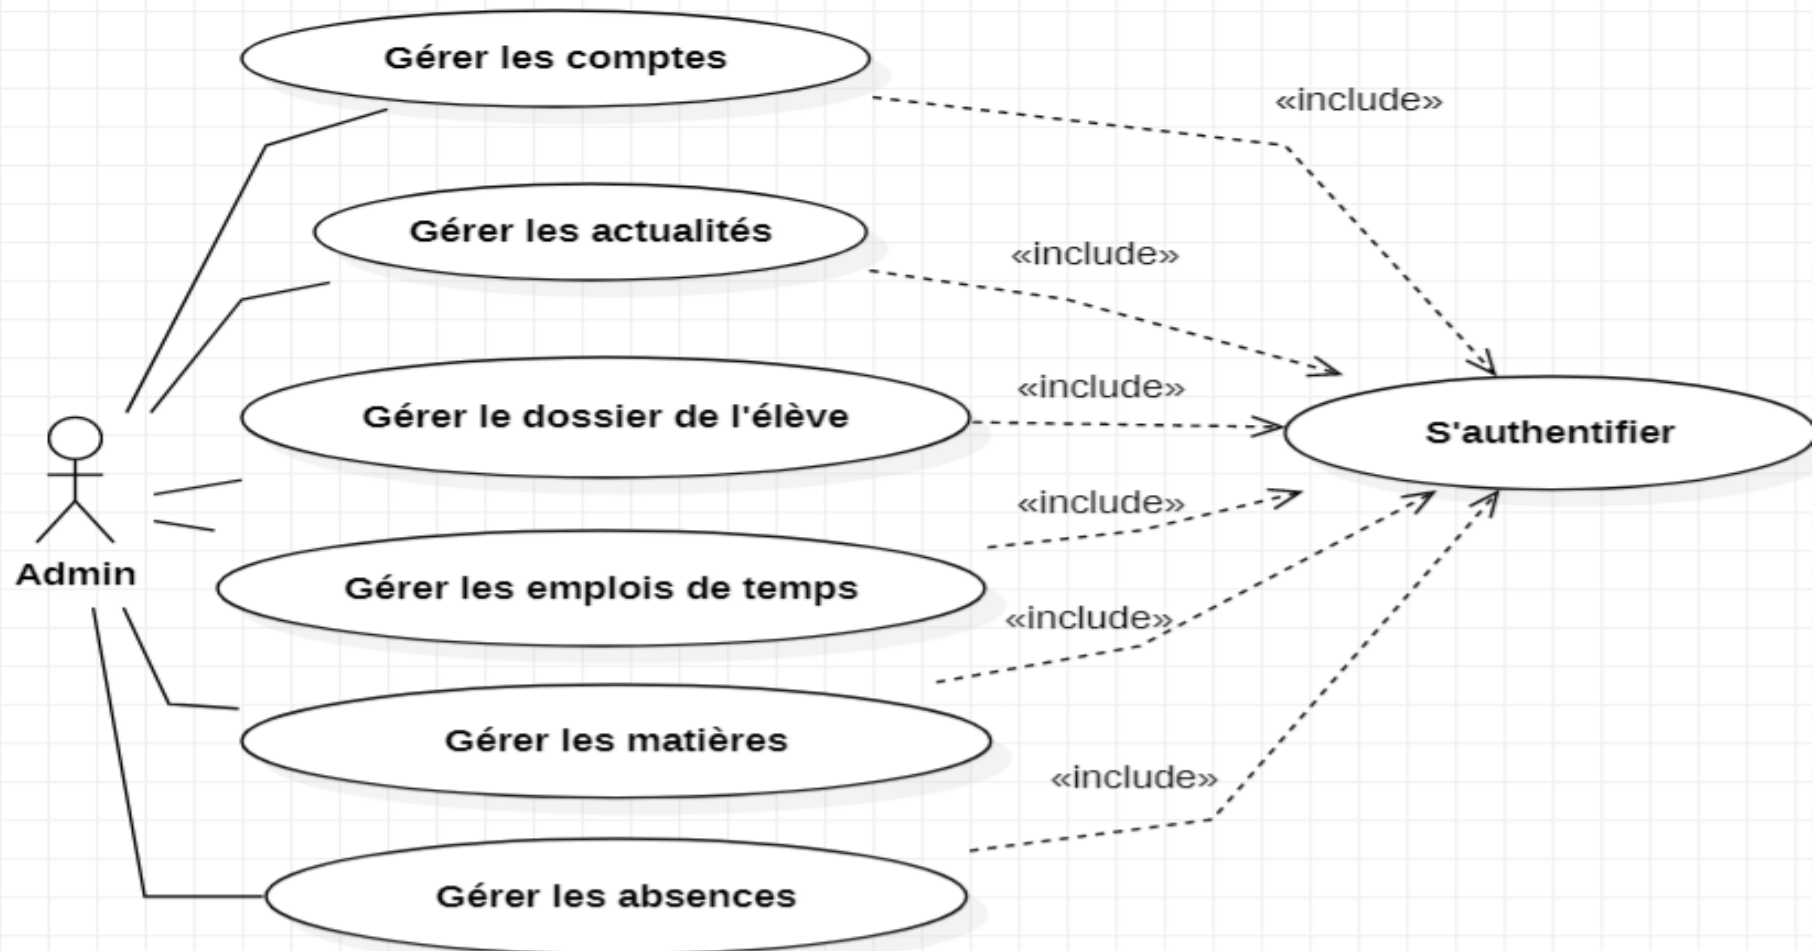 Gérer les comptes
«include»
Gérer les actualités
«include»
«include»
Gérer le dossier de l'élève
S'authentifier
«include»
Admin
Gérer les emplois de temps
«include»
Gérer les matières
«include»
Gérer les absences